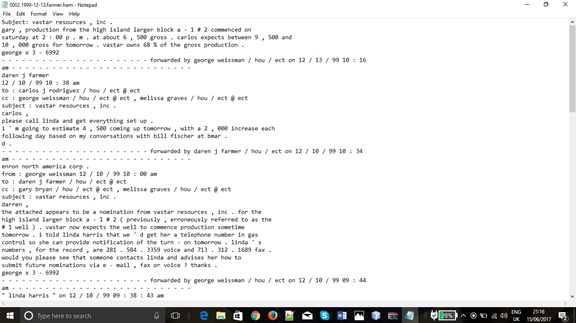 0002.1999-12-13.farmer.ham - Notepad
File Edit Format View Help
Subject: vastar resources , inc .
gary , production from the high island larger block a - 1 # 2 commenced on
saturday at 2 : 00 p . m . at about 6 , 500 gross . carlos expects between 9 , 500 and
10 , 000 gross for tomorrow . vastar owns 68 % of the gross production .
george x 3 - 6992
- - - - - - - - - - - - - - - - - - - - - - forwarded by george weissman / hou / ect on 12 / 13 / 99 10 : 16
am - - - - - - - - - - - - - - - - - - - - - - - - - - -
daren j farmer
12 / 10 / 99 10 : 38 am
to : carlos j rodriguez / hou / ect @ ect
cc : george weissman / hou / ect @ ect , melissa graves / hou / ect @ ect
subject : vastar resources , inc .
carlos ,
please call linda and get everything set up .
i ' m going to estimate 4 , 500 coming up tomorrow , with a 2 , 000 increase each
following day based on my conversations with bill fischer at bmar .
d .
- - - - - - - - - - - - - - - - - - - - - - forwarded by daren j farmer / hou / ect on 12 / 10 / 99 10 : 34
am - - - - - - - - - - - - - - - - - - - - - - - - - - -
enron north america corp .
from : george weissman 12 / 10 / 99 10 : 00 am
to : daren j farmer / hou / ect @ ect
cc : gary bryan / hou / ect @ ect , melissa graves / hou / ect @ ect
subject : vastar resources , inc .
darren ,
the attached appears to be a nomination from vastar resources , inc . for the
high island larger block a - 1 # 2 ( previously , erroneously referred to as the
# 1 well ) . vastar now expects the well to commence production sometime
tomorrow . i told linda harris that we ' d get her a telephone number in gas
control so she can provide notification of the turn - on tomorrow . linda ' s
numbers , for the record , are 281 . 584 . 3359 voice and 713 . 312 . 1689 fax .
would you please see that someone contacts linda and advises her how to
submit future nominations via e - mail , fax or voice ? thanks .
george x 3 - 6992
- - - - - - - - - - - - - - - - - - - - - - forwarded by george weissman / hou / ect on 12 / 10 / 99 09 : 44
am - - - - - - - - - - - - - - - - - - - - - - - - - - -
" linda harris " on 12 / 10 / 99 09 : 38 : 43 am
Type here to search
28%
ENG
UK
21:16
15/06/2017